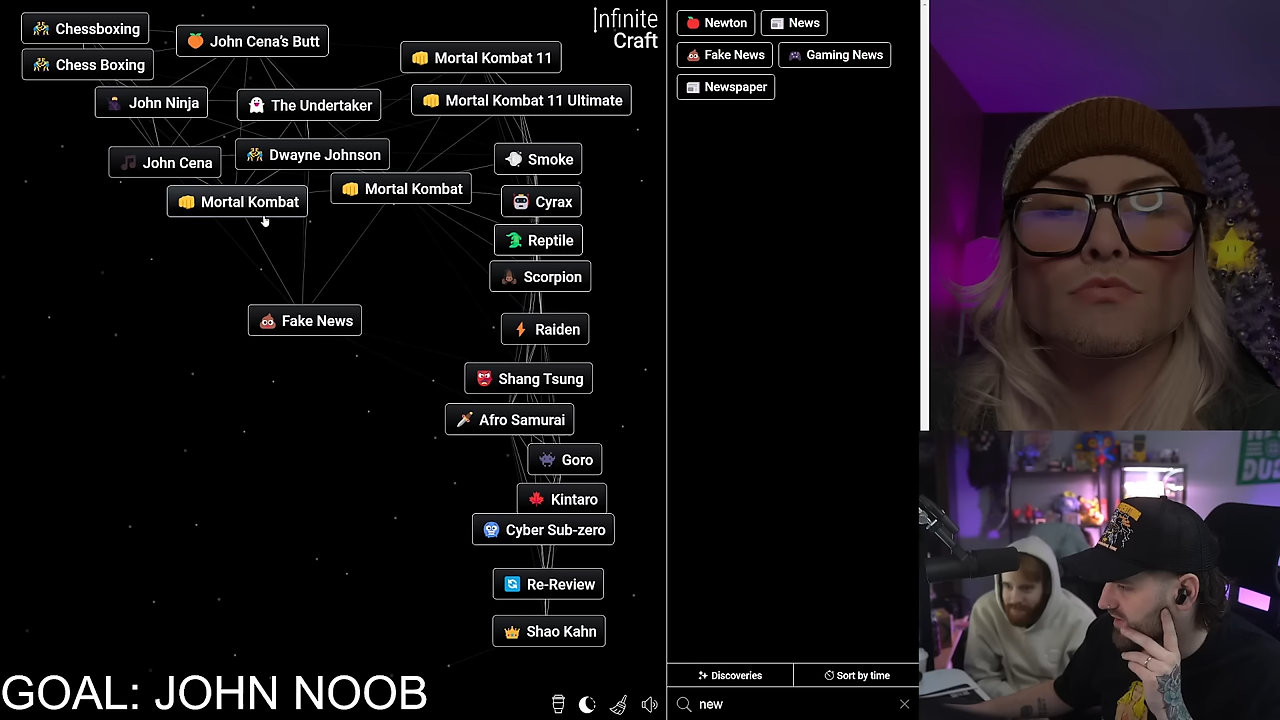 Chessboxing
Chess Boxing
John Cena's Butt
John Ninja
The Undertaker
John Cena
Dwayne Johnson
Mortal Kombat
Mortal Kombat
Mortal Kombat 11
Mortal Kombat 11 Ultimate
Infinite
Craft
Smoke
Cyrax
Reptile
Scorpion
Fake News
Raiden
Shang Tsung
Afro Samurai
Goro
Kintaro
Cyber Sub-zero
Re-Review
Shao Kahn
GOAL: JOHN NOOB
Newton
News
Fake News
Gaming News
Newspaper
Discoveries
Sort by time
new